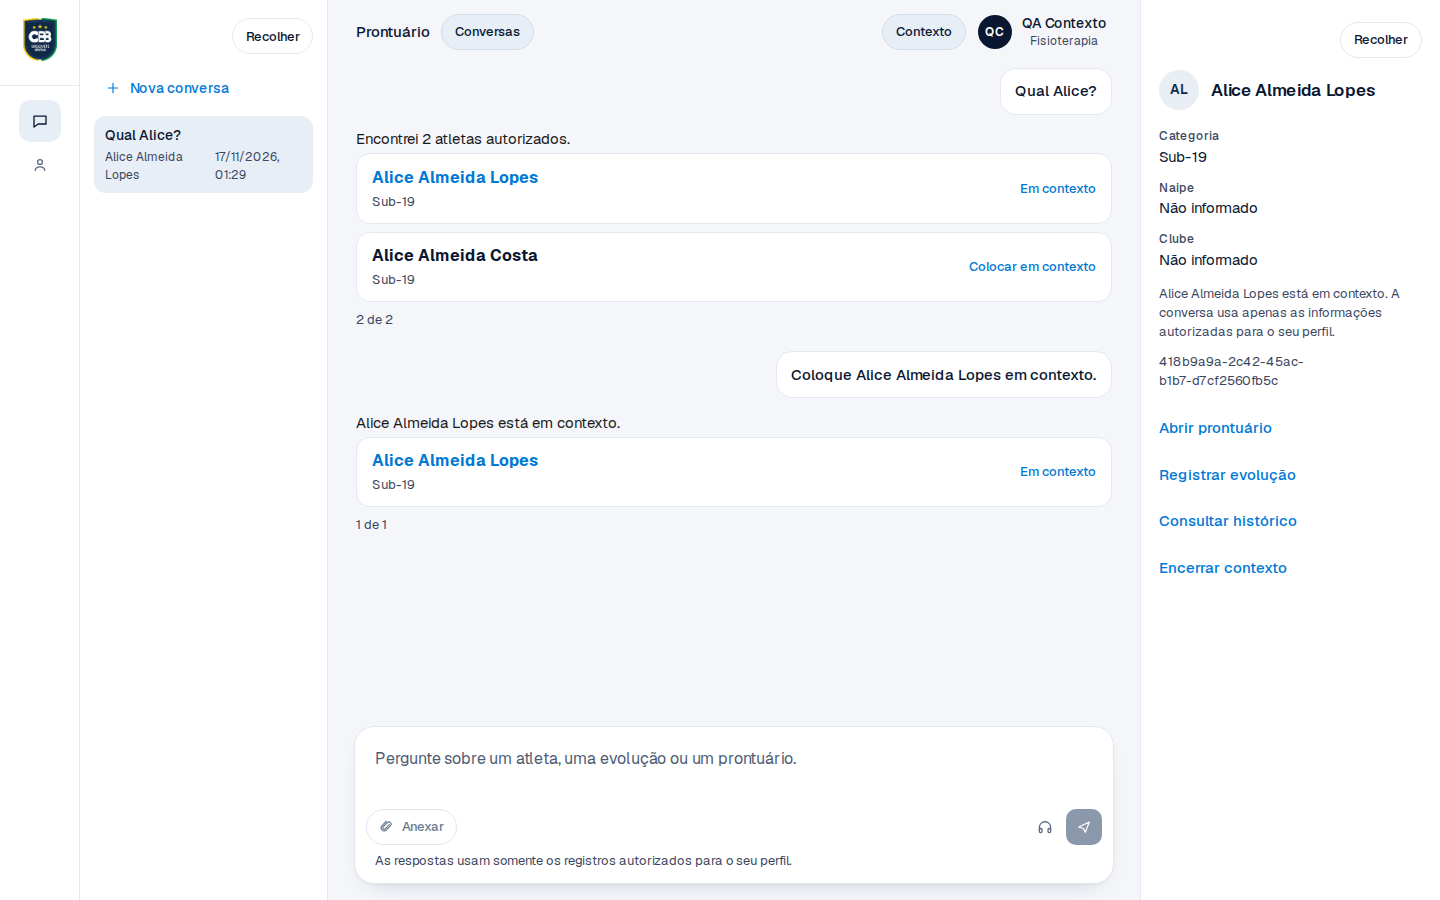 CBB
Recolher
Nova conversa
Qual Alice?
Alice Almeida Lopes
17/11/2026, 01:29
Prontuário
Conversas
Contexto
QC
QA Contexto
Fisioterapia
Qual Alice?
Encontrei 2 atletas autorizados.
Alice Almeida Lopes
Sub-19
Em contexto
Alice Almeida Costa
Sub-19
Colocar em contexto
2 de 2
Coloque Alice Almeida Lopes em contexto.
Alice Almeida Lopes está em contexto.
Alice Almeida Lopes
Sub-19
Em contexto
1 de 1
Pergunte sobre um atleta, uma evolução ou um prontuário.
Anexar
As respostas usam somente os registros autorizados para o seu perfil.
Recolher
AL
Alice Almeida Lopes
Categoria
Sub-19
Naipe
Não informado
Clube
Não informado
Alice Almeida Lopes está em contexto. A
conversa usa apenas as informações
autorizadas para o seu perfil.
418b9a9a-2c42-45ac-
b1b7-d7cf2560fb5c
Abrir prontuário
Registrar evolução
Consultar histórico
Encerrar contexto